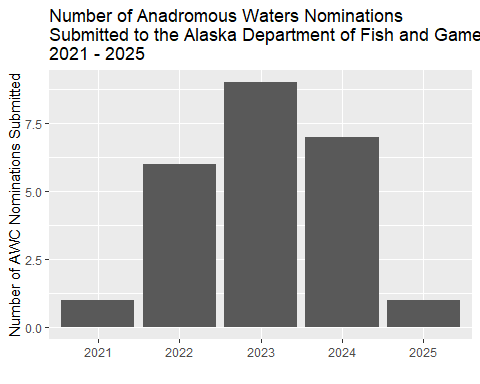 Number of Anadromous Waters Nominations
Submitted to the Alaska Department of Fish and Game
2021 - 2025
Number of AWC Nominations Submitted
7.5
5.0
2.5
0.0
2021 2022 2023 2024 2025